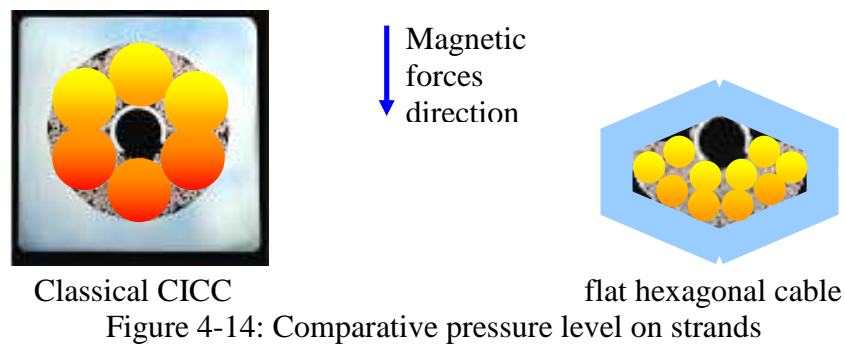 Magnetic
forces
direction
Classical CICC
flat hexagonal cable
Figure 4-14: Comparative pressure level on strands